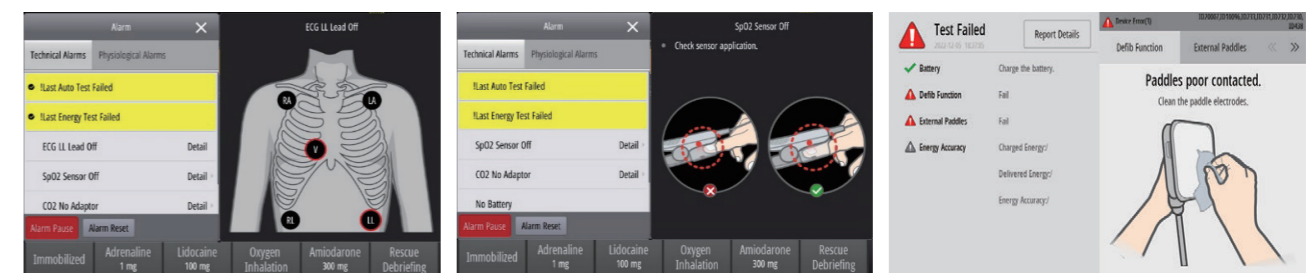 Alarm
Technical Alarms
Physiological Alarms
!Last Auto Test Failed
!Last Energy Test Failed
ECG LL Lead Off
Detail
SpO2 Sensor Off
Detail
CO2 No Adaptor
Detail
Alarm Pause
Alarm Reset
ECG LL Lead Off
RA
LA
V
RL
LL
Immobilized
Adrenaline
1 mg
Lidocaine
100 mg
Oxygen
Inhalation
Amiodarone
300 mg
Rescue
Debriefing
Alarm
Technical Alarms
Physiological Alarms
!Last Auto Test Failed
!Last Energy Test Failed
SpO2 Sensor Off
Detail
CO2 No Adaptor
Detail
No Battery
Alarm Pause
Alarm Reset
SpO2 Sensor Off
Check sensor application.
Immobilized
Adrenaline
1 mg
Lidocaine
100 mg
Oxygen
Inhalation
Amiodarone
300 mg
Rescue
Debriefing
Test Failed
Report Details
Battery
Charge the battery.
Defib Function
Fail
External Paddles
Fail
Energy Accuracy
Charged Energy:/
Delivered Energy:/
Energy Accuracy:/
Device Error(1)
Defib Function
External Paddles
Paddles poor contacted.
Clean the paddle electrodes.